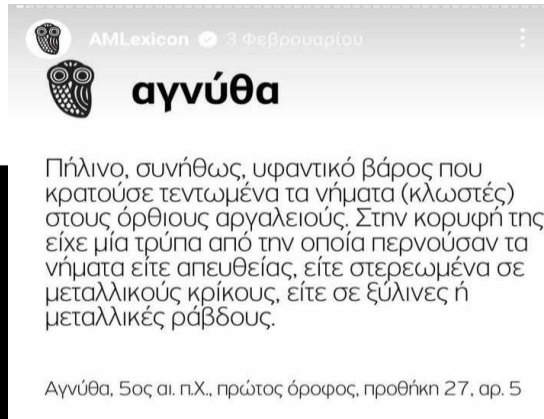 AMLexicon 3 Φεβρουαρίου
αγνύθα
Πήλινο, συνήθως, υφαντικό βάρος που
κρατούσε τεντωμένα τα νήματα (κλωστές)
στους όρθιους αργαλειούς. Στην κορυφή της
είχε μία τρύπα από την οποία περνούσαν τα
νήματα είτε απευθείας, είτε στερεωμένα σε
μεταλλικούς κρίκους, είτε σε ξύλινες ή
μεταλλικές ράβδους.
Αγνύθα, 5ος αι. π.Χ., πρώτος όροφος, προθήκη 27, αρ. 5